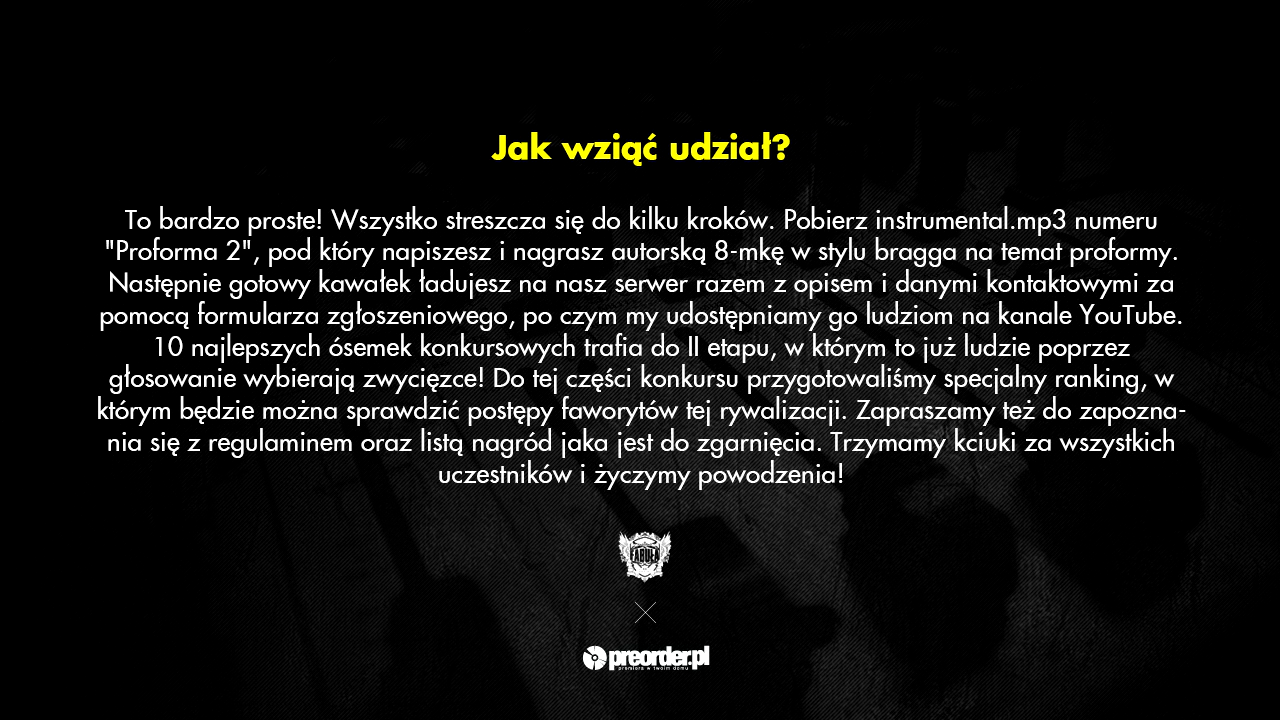 Jak wziąć udział?
To bardzo proste! Wszystko streszcza się do kilku kroków. Pobierz instrumental.mp3 numeru
"Proforma 2", pod który napiszesz i nagrasz autorską 8-mkę w stylu bragga na temat proformy.
Następnie gotowy kawałek ładujesz na nasz serwer razem z opisem i danymi kontaktowymi za
pomocą formularza zgłoszeniowego, po czym my udostępniamy go ludziom na kanale YouTube.
10 najlepszych ósemek konkursowych trafia do II etapu, w którym to już ludzie poprzez
głosowanie wybierają zwycięzce! Do tej części konkursu przygotowaliśmy specjalny ranking, w
którym będzie można sprawdzić postępy faworytów tej rywalizacji. Zapraszamy też do zapozna-
nia się z regulaminem oraz listą nagród jaka jest do zgarnięcia. Trzymamy kciuki za wszystkich
uczestników i życzymy powodzenia!
FABUŁA
preorder.pl
premiera w twoim domu